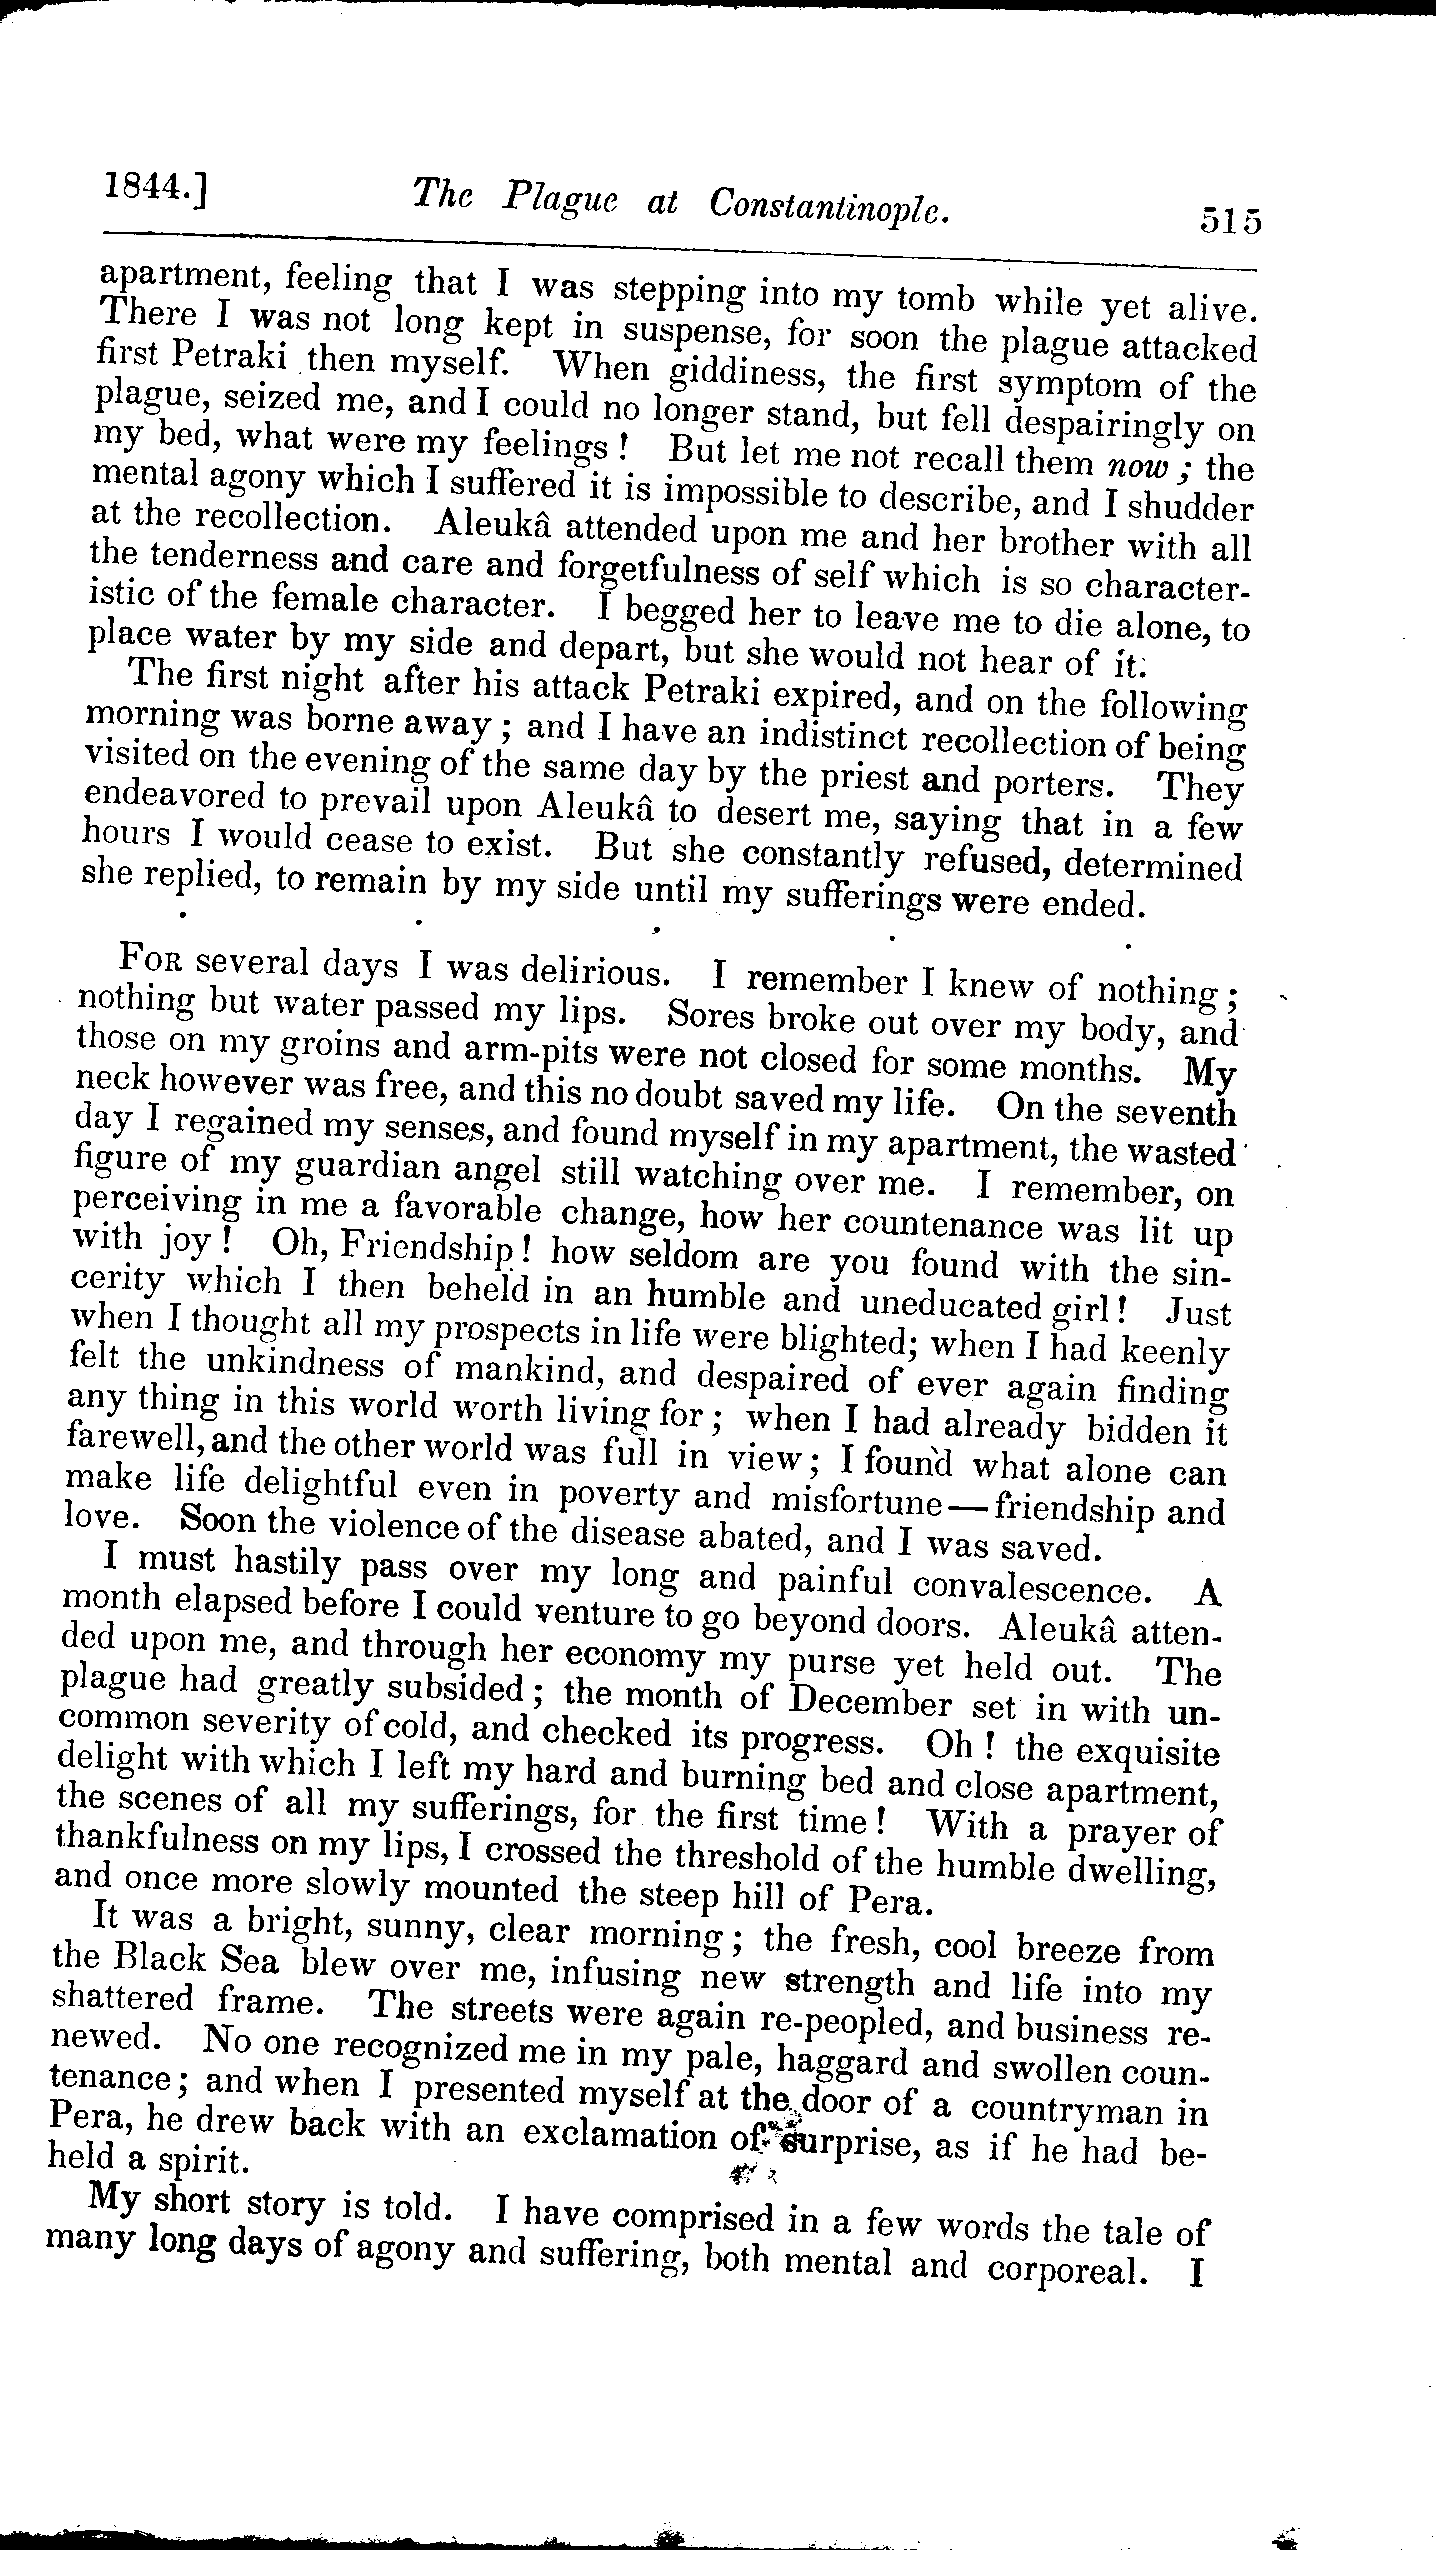 1844.] The Plague at Constantinople. 515
apartment, feeling that I was stepping into my tomb while yet alive.
There I was not long kept in suspense, for soon the plague attacked
first Petraki then myself. When giddiness, the first symptom of the
plague, seized me, and I could no longer stand, but fell despairingly on
my bed, what were my feelings ! But let me not recall them now ; the
mental agony which I suffered it is impossible to describe, and I shudder
at the recollection. Aleukâ attended upon me and her brother with all
the tenderness and care and forgetfulness of self which is so character-
istic of the female character. I begged her to leave me to die alone, to
place water by my side and depart, but she would not hear of it.
The first night after his attack Petraki expired, and on the following
morning was borne away ; and I have an indistinct recollection of being
visited on the evening of the same day by the priest and porters. They
endeavored to prevail upon Aleukâ to desert me, saying that in a few
hours I would cease to exist. But she constantly refused, determined
she replied, to remain by my side until my sufferings were ended.
. . . . .
FOR several days I was delirious. I remember I knew of nothing ;
nothing but water passed my lips. Sores broke out over my body, and
those on my groins and arm-pits were not closed for some months. My
neck however was free, and this no doubt saved my life. On the seventh
day I regained my senses, and found myself in my apartment, the wasted
figure of my guardian angel still watching over me. I remember, on
perceiving in me a favorable change, how her countenance was lit up
with joy ! Oh, Friendship ! how seldom are you found with the sin-
cerity which I then beheld in an humble and uneducated girl ! Just
when I thought all my prospects in life were blighted; when I had keenly
felt the unkindness of mankind, and despaired of ever again finding
any thing in this world worth living for ; when I had already bidden it
farewell, and the other world was full in view ; I found what alone can
make life delightful even in poverty and misfortune—friendship and
love. Soon the violence of the disease abated, and I was saved.
I must hastily pass over my long and painful convalescence. A
month elapsed before I could venture to go beyond doors. Aleukâ atten-
ded upon me, and through her economy my purse yet held out. The
plague had greatly subsided ; the month of December set in with un-
common severity of cold, and checked its progress. Oh ! the exquisite
delight with which I left my hard and burning bed and close apartment,
the scenes of all my sufferings, for the first time ! With a prayer of
thankfulness on my lips, I crossed the threshold of the humble dwelling,
and once more slowly mounted the steep hill of Pera.
It was a bright, sunny, clear morning ; the fresh, cool breeze from
the Black Sea blew over me, infusing new strength and life into my
shattered frame. The streets were again re-peopled, and business re-
newed. No one recognized me in my pale, haggard and swollen coun-
tenance ; and when I presented myself at the door of a countryman in
Pera, he drew back with an exclamation of surprise, as if he had be-
held a spirit.
My short story is told. I have comprised in a few words the tale of
many long days of agony and suffering, both mental and corporeal. I